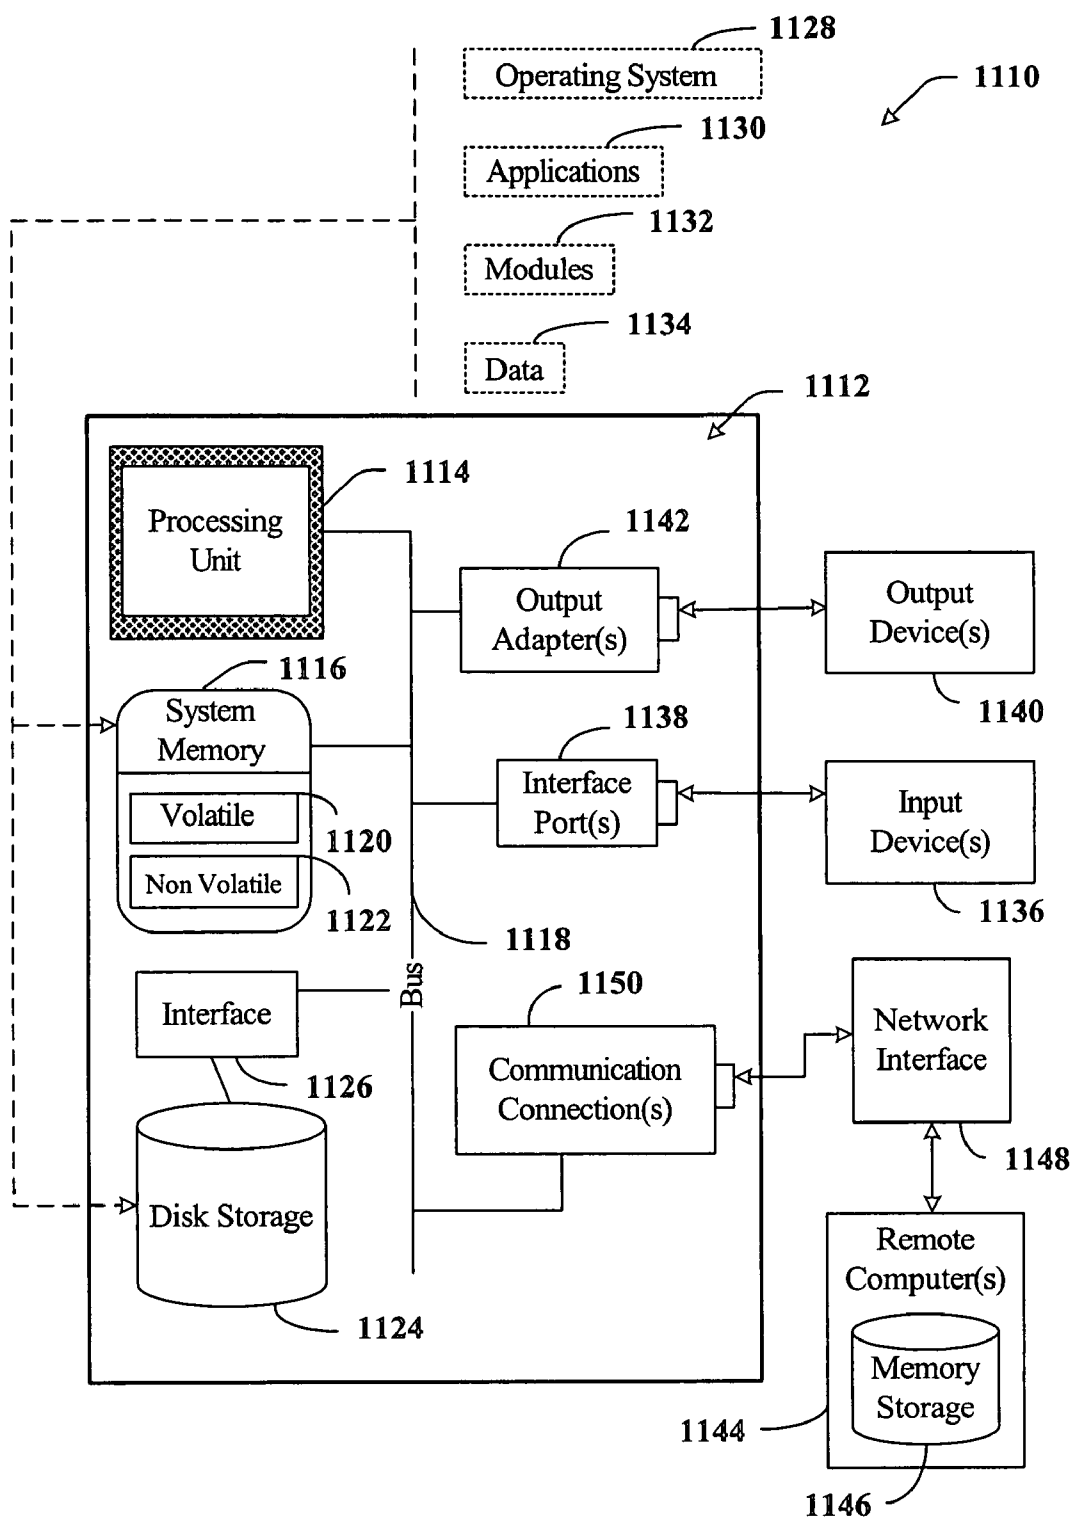 1128
Operating System
1110
1130
Applications
1132
Modules
1134
Data
1112
1114
Processing
Unit
1142
Output
Adapter(s)
Output
Device(s)
1140
1116
System
Memory
1138
Interface
Port(s)
Input
Device(s)
1136
Volatile
1120
Non Volatile
1122
1118
Bus
1150
Interface
1126
Communication
Connection(s)
Network
Interface
1148
Disk Storage
1124
Remote
Computer(s)
Memory
Storage
1144
1146